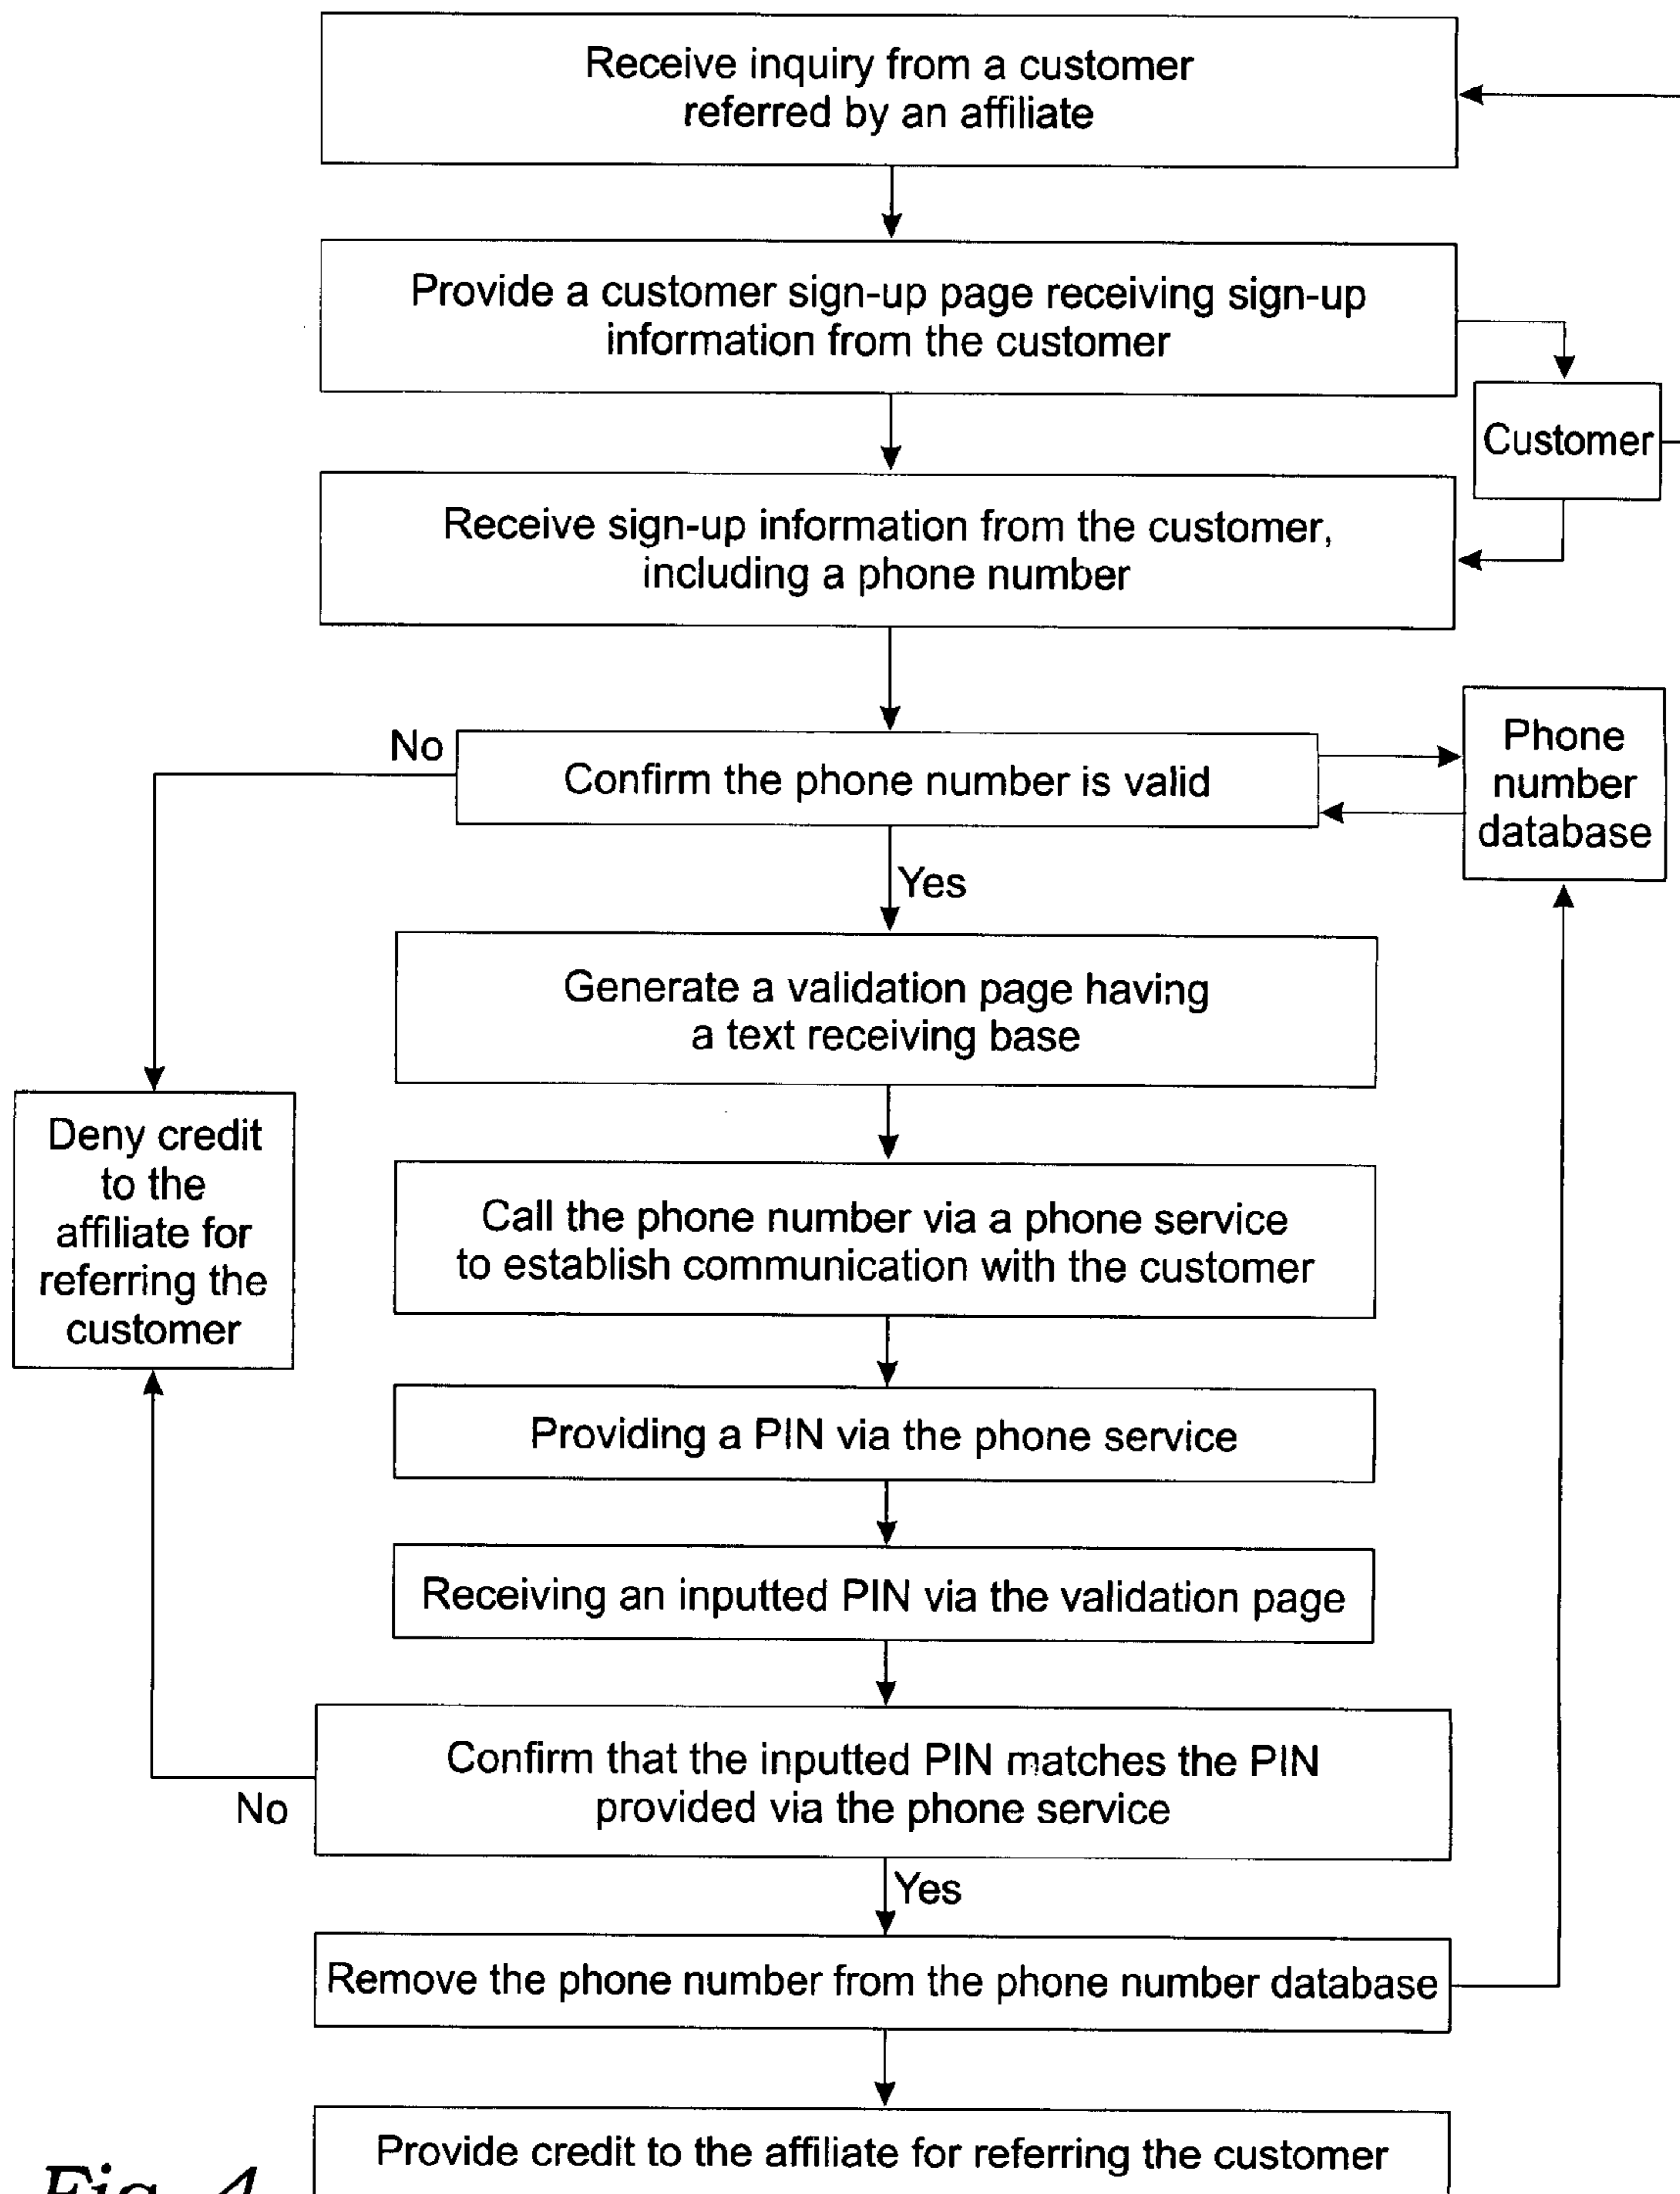 Receive inquiry from a customer
referred by an affiliate
Provide a customer sign-up page receiving sign-up
information from the customer
Customer
Receive sign-up information from the customer,
including a phone number
No
Confirm the phone number is valid
Phone
number
database
Yes
Generate a validation page having
a text receiving base
Deny credit
to the
affiliate for
referring the
customer
Call the phone number via a phone service
to establish communication with the customer
Providing a PIN via the phone service
Receiving an inputted PIN via the validation page
Confirm that the inputted PIN matches the PIN
provided via the phone service
No
Yes
Remove the phone number from the phone number database
Provide credit to the affiliate for referring the customer
Fig. 4